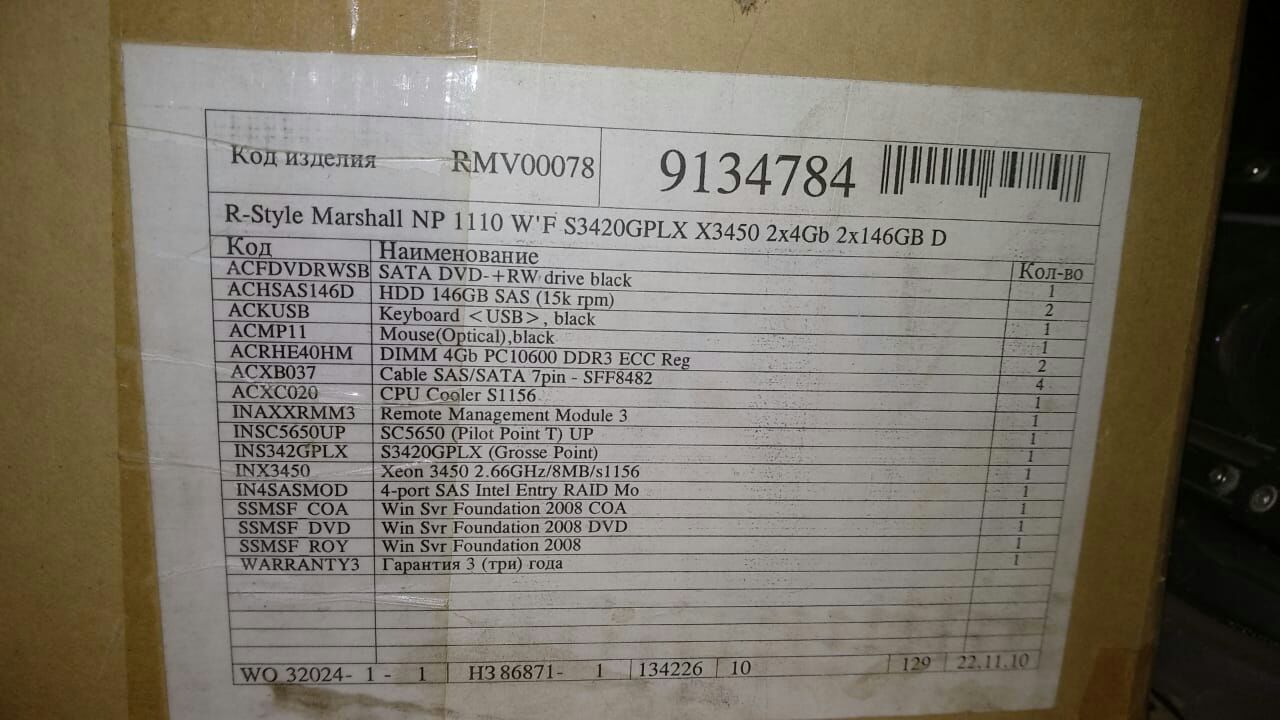 Код изделия RMV00078 9134784
R-Style Marshall NP 1110 W'F S3420GPLX X3450 2x4Gb 2x146GB D
Код Наименование Кол-во
ACFDVDRWSB SATA DVD-+RW drive black 1
ACHSAS146D HDD 146GB SAS (15k rpm) 2
ACKUSB Keyboard <USB>, black 1
ACMP11 Mouse(Optical),black 1
ACRHE40HM DIMM 4Gb PC10600 DDR3 ECC Reg 2
ACXB037 Cable SAS/SATA 7pin - SFF8482 4
ACXC020 CPU Cooler S1156 1
INAXXRMM3 Remote Management Module 3 1
INSC5650UP SC5650 (Pilot Point T) UP 1
INS342GPLX S3420GPLX (Grosse Point) 1
INX3450 Xeon 3450 2.66GHz/8MB/s1156 1
IN4SASMOD 4-port SAS Intel Entry RAID Mo 1
SSMSF_COA Win Svr Foundation 2008 COA 1
SSMSF_DVD Win Svr Foundation 2008 DVD 1
SSMSF_ROY Win Svr Foundation 2008 1
WARRANTY3 Гарантия 3 (три) года 1
WO 32024- 1 - 1 НЗ 86871- 1 134226 10 129 22.11.10